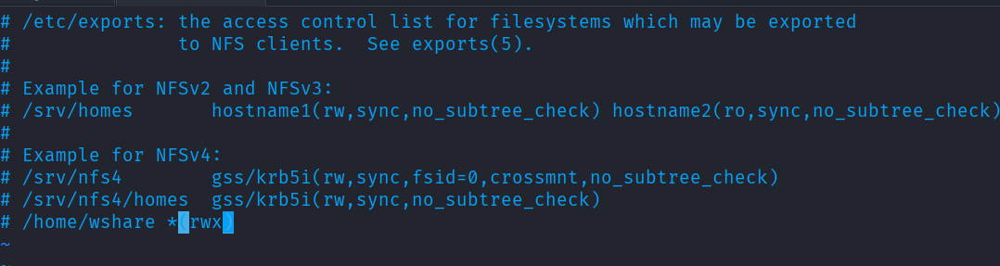 # /etc/exports: the access control list for filesystems which may be exported
#               to NFS clients.  See exports(5).
#
# Example for NFSv2 and NFSv3:
# /srv/homes       hostname1(rw,sync,no_subtree_check) hostname2(ro,sync,no_subtree_check)
#
# Example for NFSv4:
# /srv/nfs4        gss/krb5i(rw,sync,fsid=0,crossmnt,no_subtree_check)
# /srv/nfs4/homes  gss/krb5i(rw,sync,no_subtree_check)
# /home/wshare *(rwx)
~
~